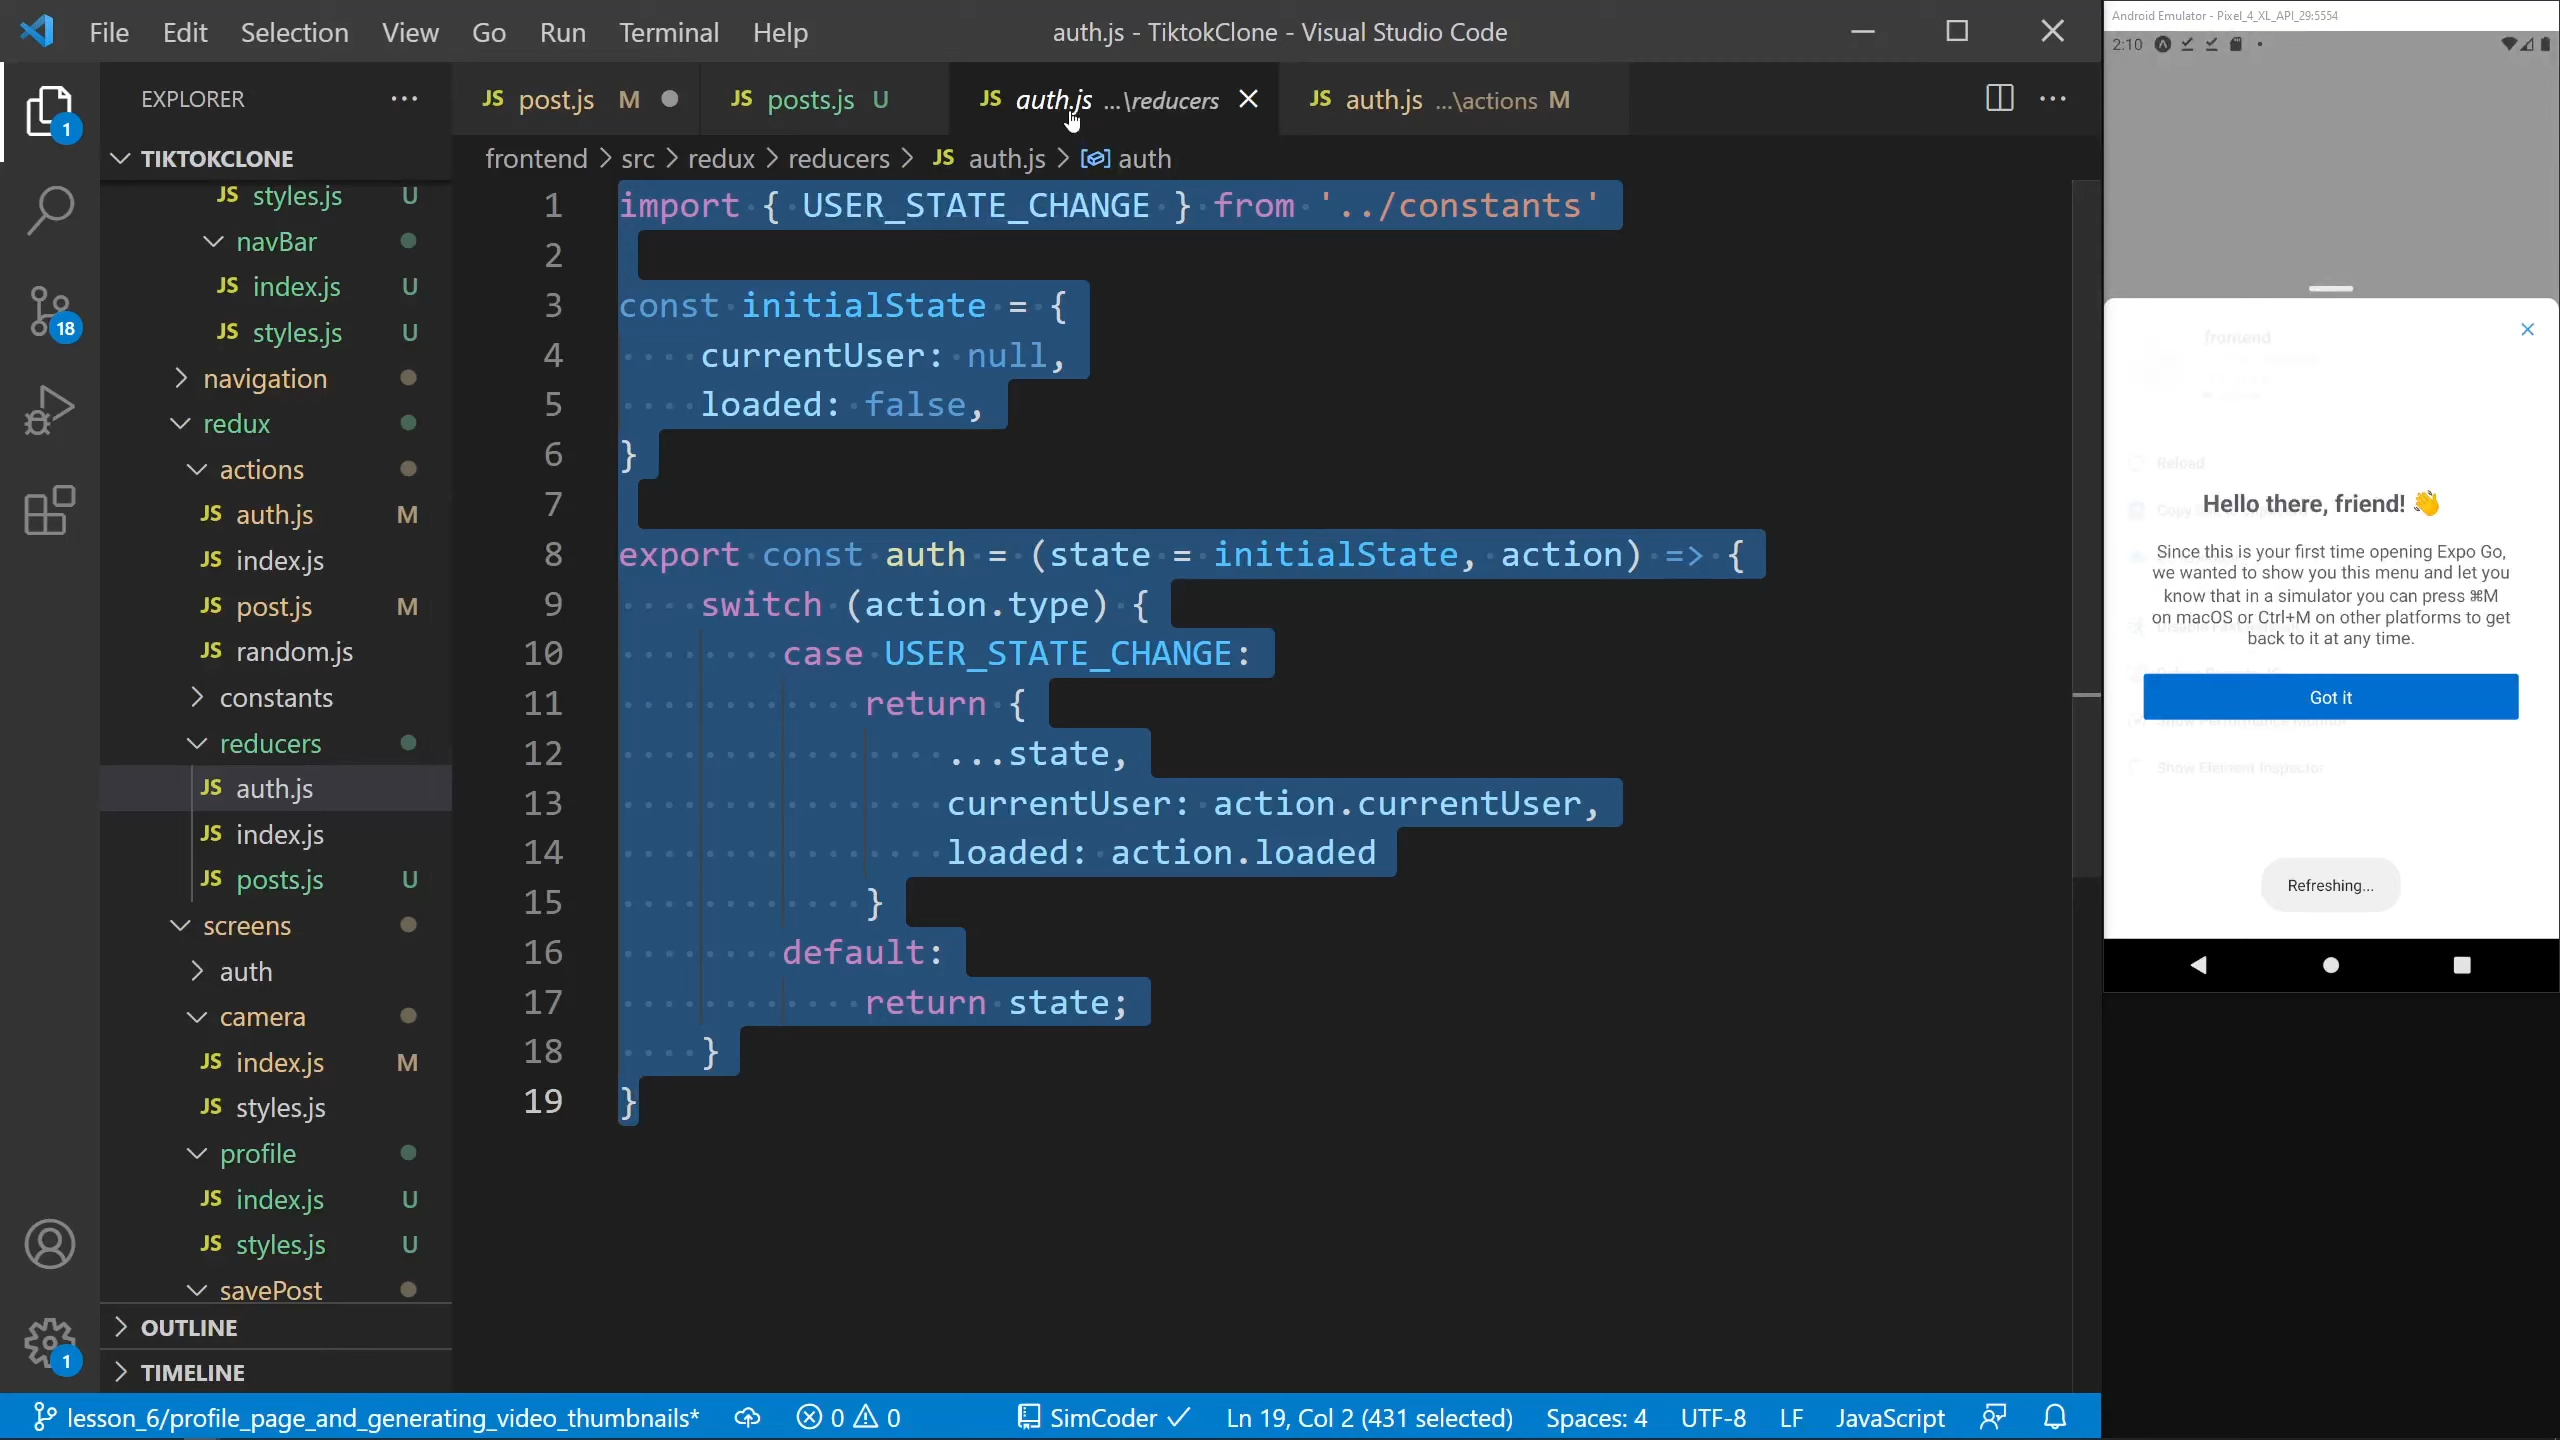 File Edit Selection View Go Run Terminal Help
auth.js - TiktokClone - Visual Studio Code
EXPLORER
TIKTOKCLONE
JS styles.js U
navBar
JS index.js U
JS styles.js U
navigation
redux
actions
JS auth.js M
JS index.js
JS post.js M
JS random.js
constants
reducers
JS auth.js
JS index.js
JS posts.js U
screens
auth
camera
JS index.js M
JS styles.js
profile
JS index.js U
JS styles.js U
savePost
OUTLINE
TIMELINE
1
18
1
JS post.js M
JS posts.js U
JS auth.js ...\reducers
JS auth.js ...\actions M
frontend > src > redux > reducers > JS auth.js > auth
1 import { USER_STATE_CHANGE } from '../constants'
2
3 const initialState = {
4 currentUser: null,
5 loaded: false,
6 }
7
8 export const auth = (state = initialState, action) => {
9 switch (action.type) {
10 case USER_STATE_CHANGE:
11 return {
12 ...state,
13 currentUser: action.currentUser,
14 loaded: action.loaded
15 }
16 default:
17 return state;
18 }
19 }
lesson_6/profile_page_and_generating_video_thumbnails* 0 0 SimCoder Ln 19, Col 2 (431 selected) Spaces: 4 UTF-8 LF JavaScript
Android Emulator - Pixel_4_XL_API_29:5554
2:10
frontend
Reload
Hello there, friend! 👋
Since this is your first time opening Expo Go,
we wanted to show you this menu and let you
know that in a simulator you can press ⌘M
on macOS or Ctrl+M on other platforms to get
back to it at any time.
Got it
Show Performance Monitor
Show Element Inspector
Refreshing...